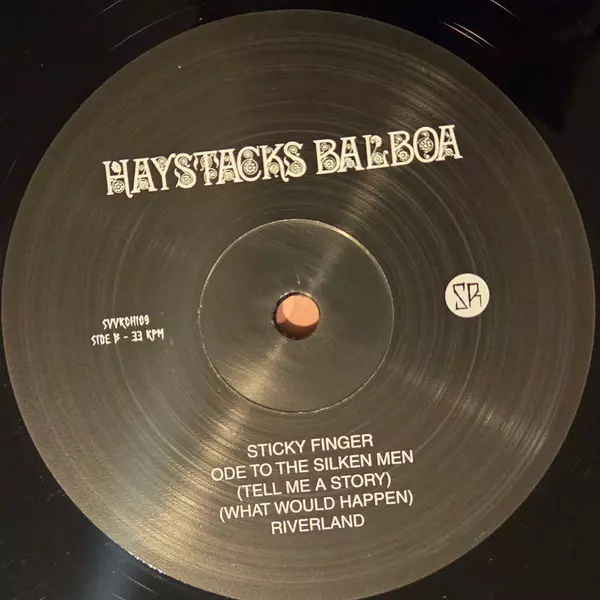 HAYSTACKS BALBOA
SR
SVVRCH109
SIDE B - 33 RPM
STICKY FINGER
ODE TO THE SILKEN MEN
(TELL ME A STORY)
(WHAT WOULD HAPPEN)
RIVERLAND